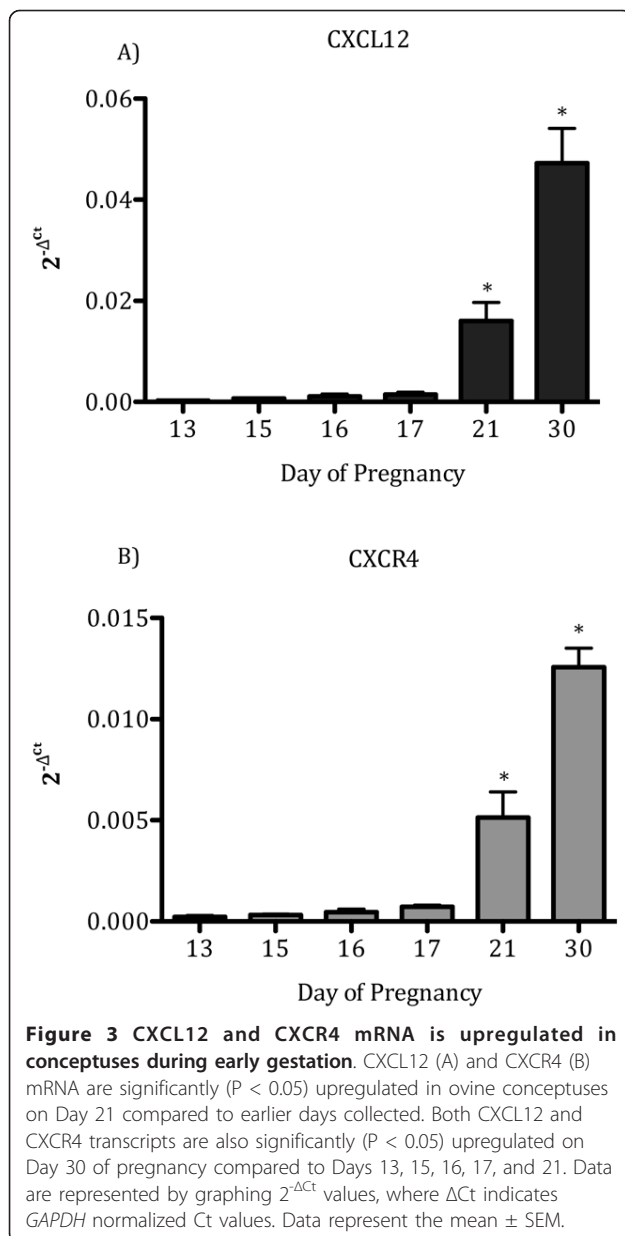 CXCL12
A)
0.06
*
0.04
2-ΔCt
*
0.02
0.00
13 15 16 17 21 30
Day of Pregnancy
B)
CXCR4
0.015
*
0.010
2-ΔCt
*
0.005
0.000
13 15 16 17 21 30
Day of Pregnancy
Figure 3 CXCL12 and CXCR4 mRNA is upregulated in
conceptuses during early gestation. CXCL12 (A) and CXCR4 (B)
mRNA are significantly (P < 0.05) upregulated in ovine conceptuses
on Day 21 compared to earlier days collected. Both CXCL12 and
CXCR4 transcripts are also significantly (P < 0.05) upregulated on
Day 30 of pregnancy compared to Days 13, 15, 16, 17, and 21. Data
are represented by graphing 2-ΔCt values, where ΔCt indicates
GAPDH normalized Ct values. Data represent the mean ± SEM.